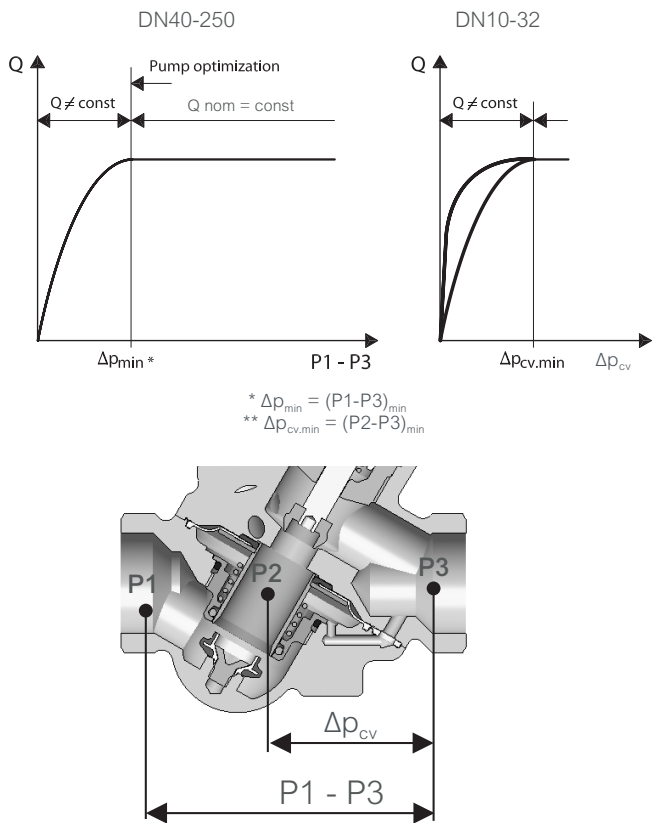 DN40-250
DN10-32
Q
Pump optimization
Q ≠ const
Q nom = const
Δpmin *
P1 - P3
Q
Q ≠ const
Δpcv.min
Δpcv
* Δpmin = (P1-P3)min
** Δpcv.min = (P2-P3)min
P1
P2
P3
Δpcv
P1 - P3